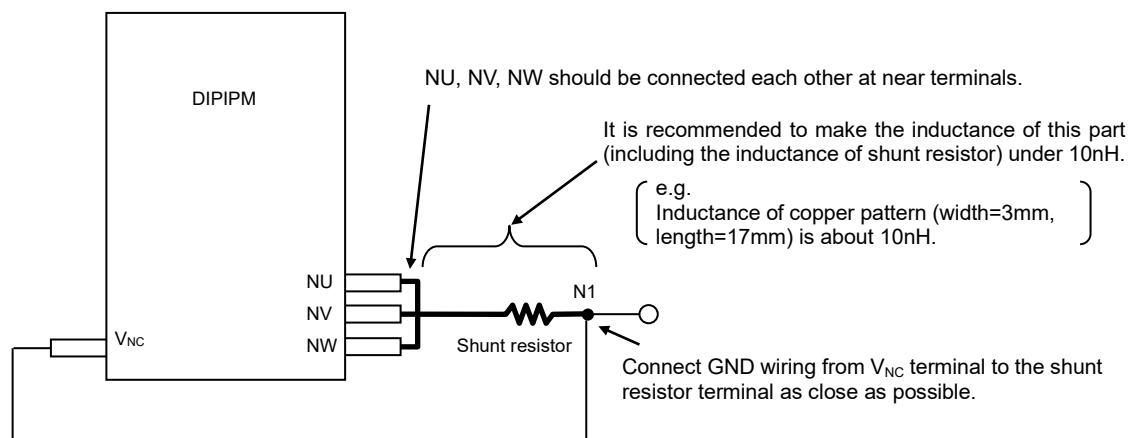 NU, NV, NW should be connected each other at near terminals.
DIPIPM
It is recommended to make the inductance of this part
(including the inductance of shunt resistor) under 10nH.
e.g.
Inductance of copper pattern (width=3mm,
length=17mm) is about 10nH.
NU
N1
NV
VNC
NW
Shunt resistor
Connect GND wiring from VNC terminal to the shunt
resistor terminal as close as possible.